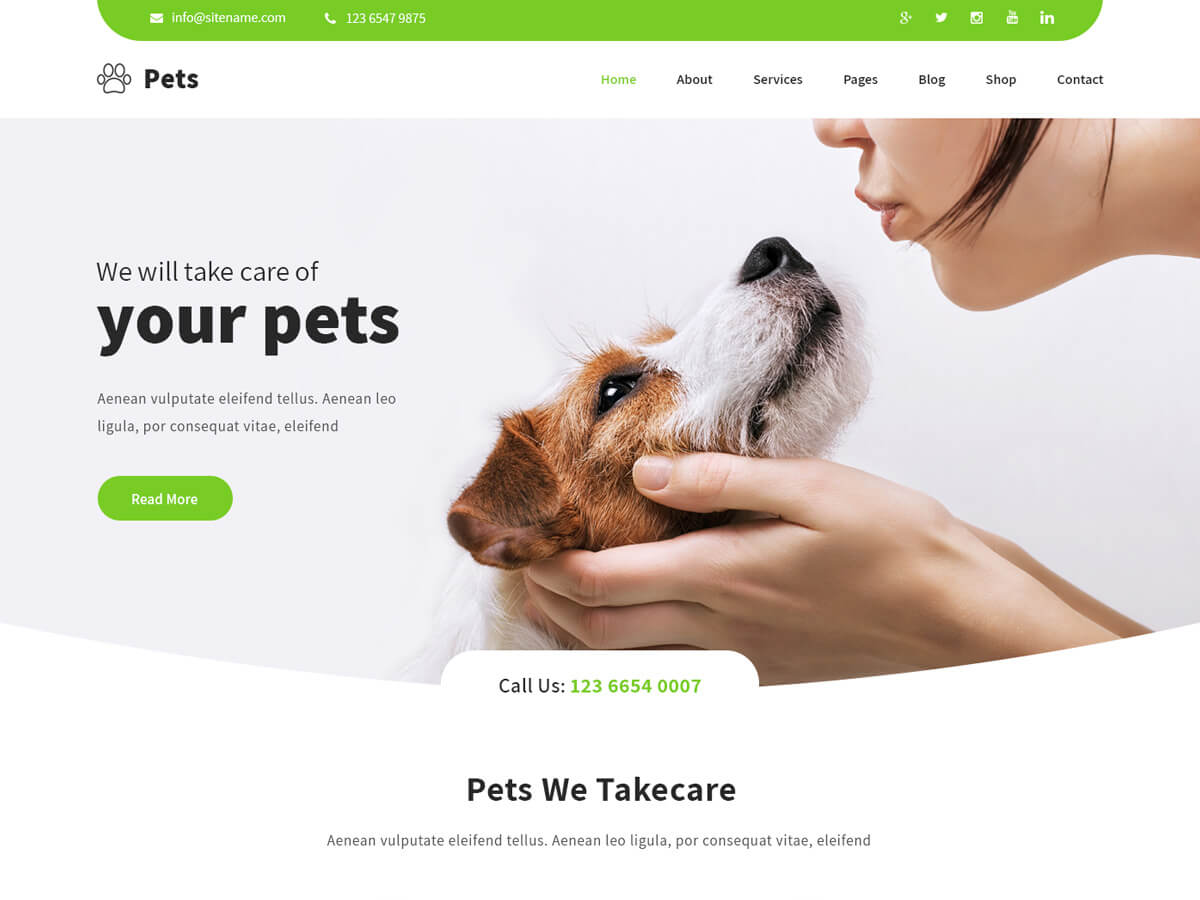 info@sitename.com
123 6547 9875
Pets
Home
About
Services
Pages
Blog
Shop
Contact
We will take care of
your pets
Aenean vulputate eleifend tellus. Aenean leo
ligula, por consequat vitae, eleifend
Read More
Call Us: 123 6654 0007
Pets We Takecare
Aenean vulputate eleifend tellus. Aenean leo ligula, por consequat vitae, eleifend